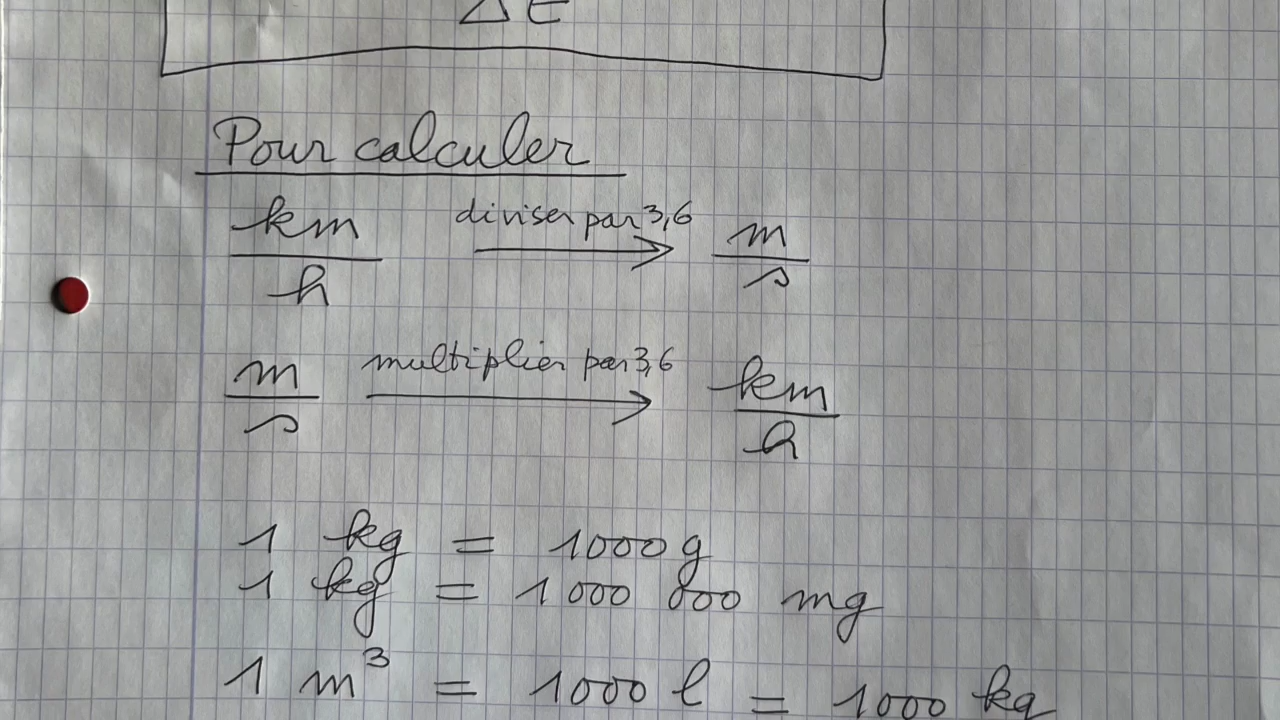 Δt
Pour calculer
km/h diviser par 3,6 → m/s
m/s multiplier par 3,6 → km/h
1 kg = 1000 g
1 kg = 1 000 000 mg
1 m³ = 1000 l = 1000 kg